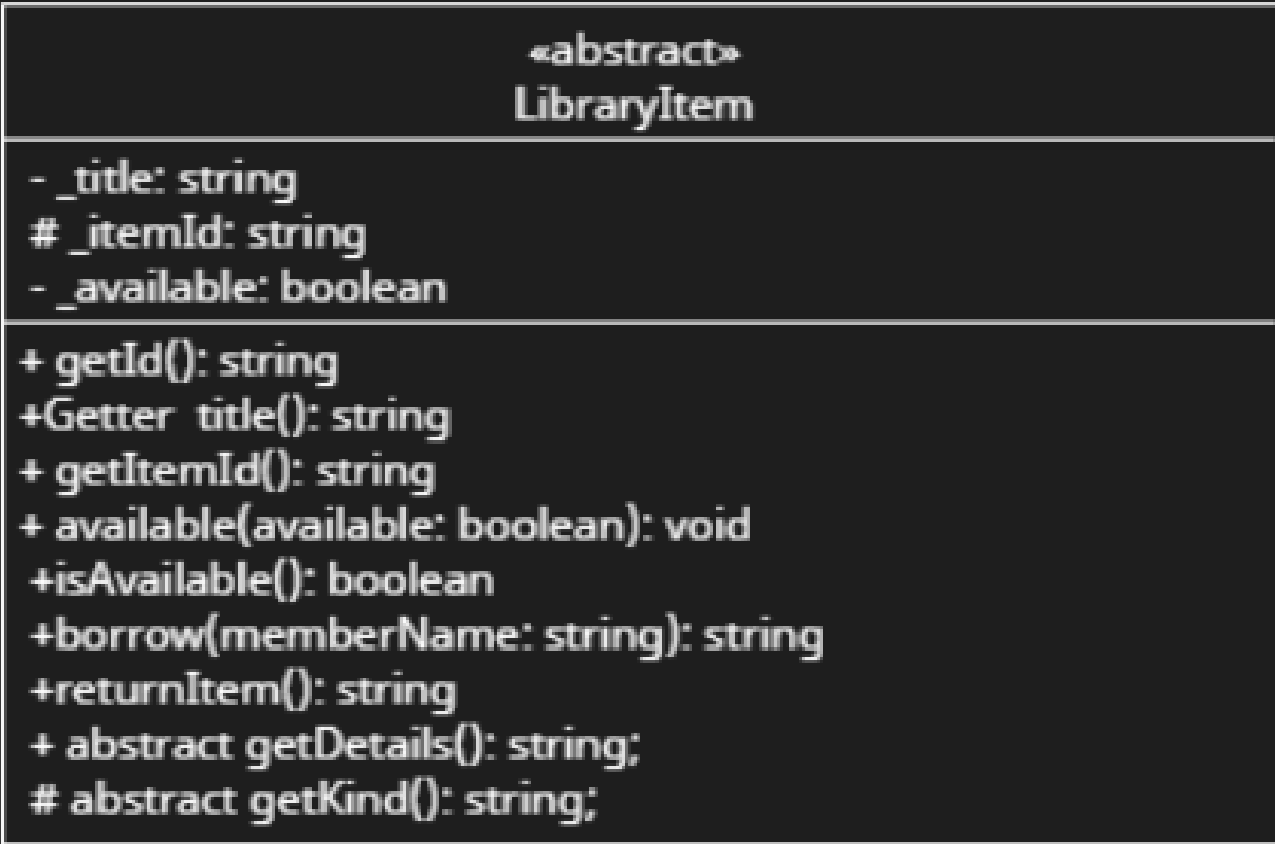 «abstract»
LibraryItem
- _title: string
# _itemId: string
- _available: boolean
+ getId(): string
+Getter  title(): string
+ getItemId(): string
+ available(available: boolean): void
+isAvailable(): boolean
+borrow(memberName: string): string
+returnItem(): string
+ abstract getDetails(): string;
# abstract getKind(): string;